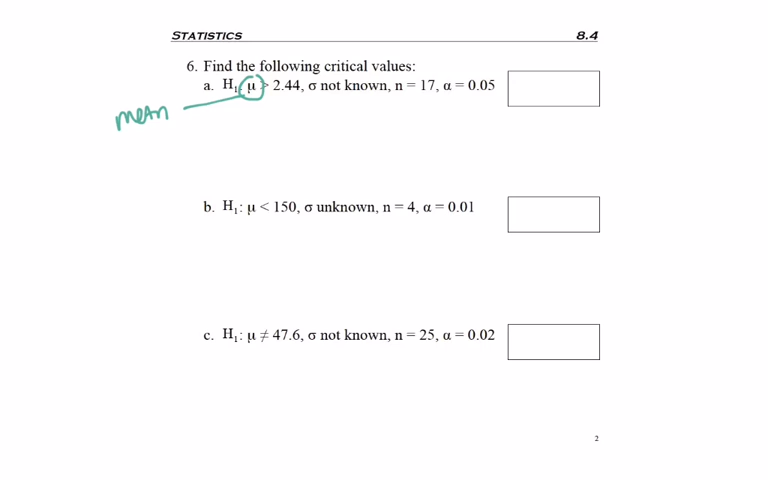 STATISTICS 8.4
6. Find the following critical values:
a. H₁: μ > 2.44, σ not known, n = 17, α = 0.05
mean
b. H₁: μ < 150, σ unknown, n = 4, α = 0.01
c. H₁: μ ≠ 47.6, σ not known, n = 25, α = 0.02
2